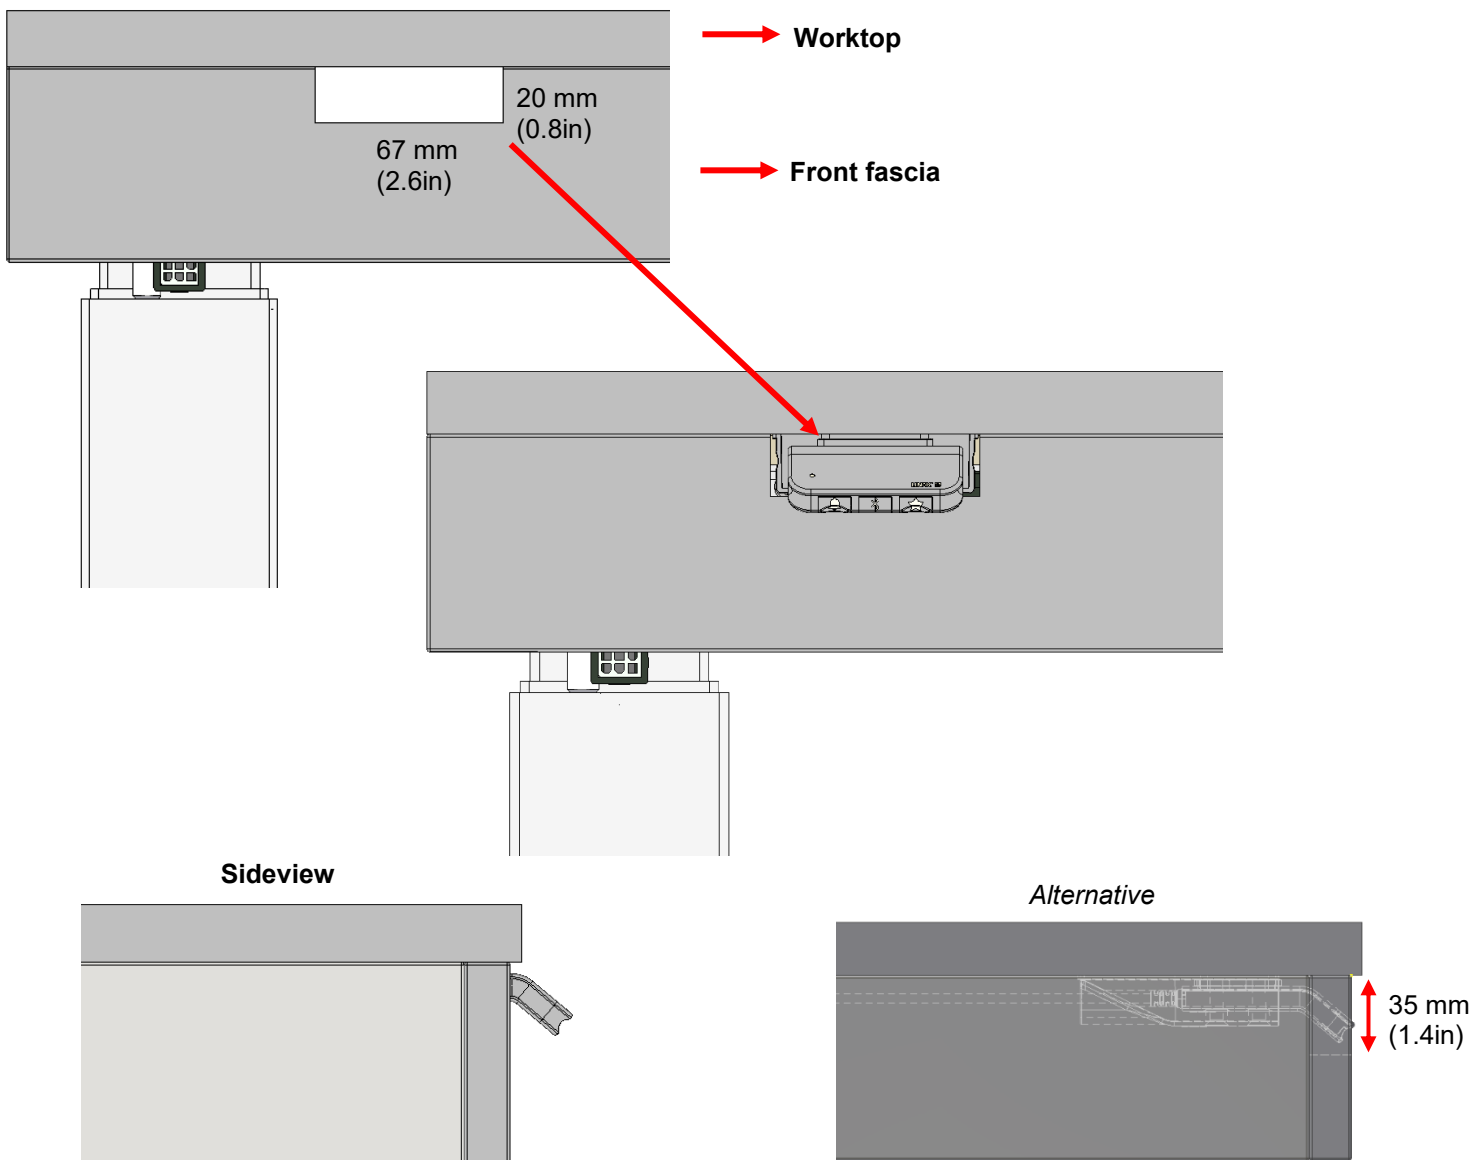 Worktop
20 mm
(0.8in)
67 mm
(2.6in)
Front fascia
Sideview
Alternative
35 mm
(1.4in)